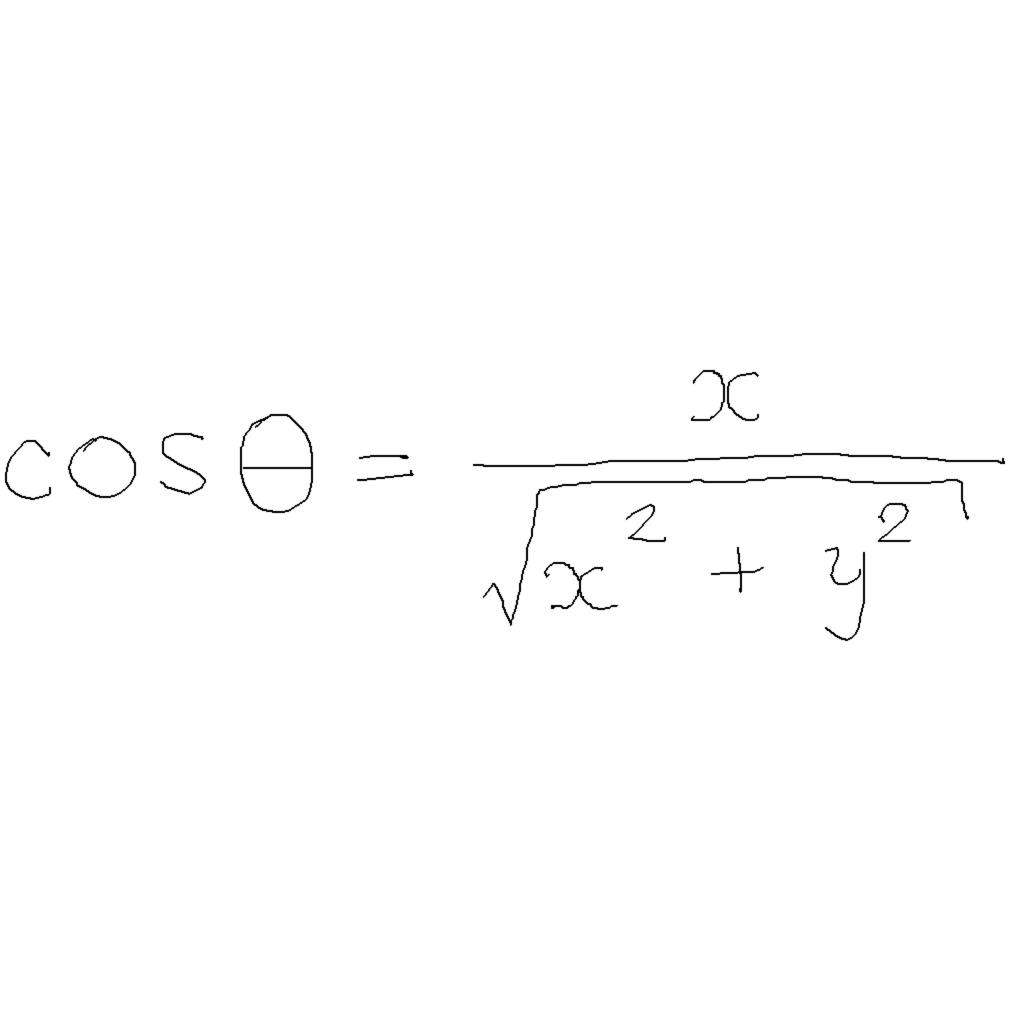 cos θ = x / √(x² + y²)